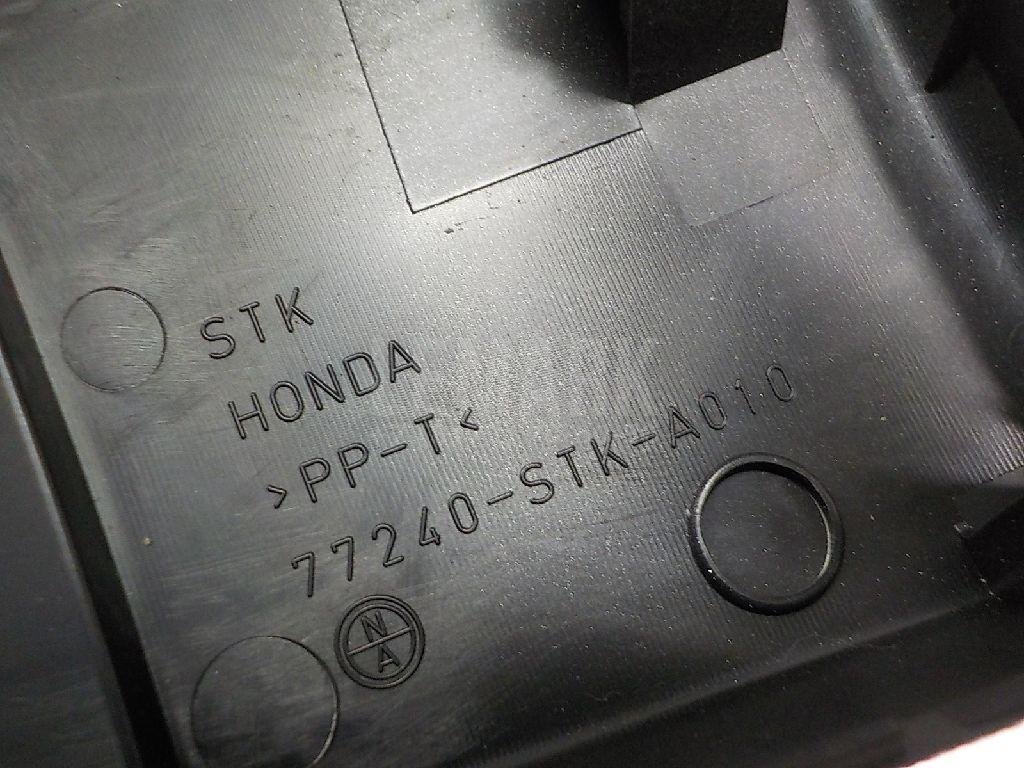 STK
HONDA
>PP-T<
77240-STK-A010
N
A